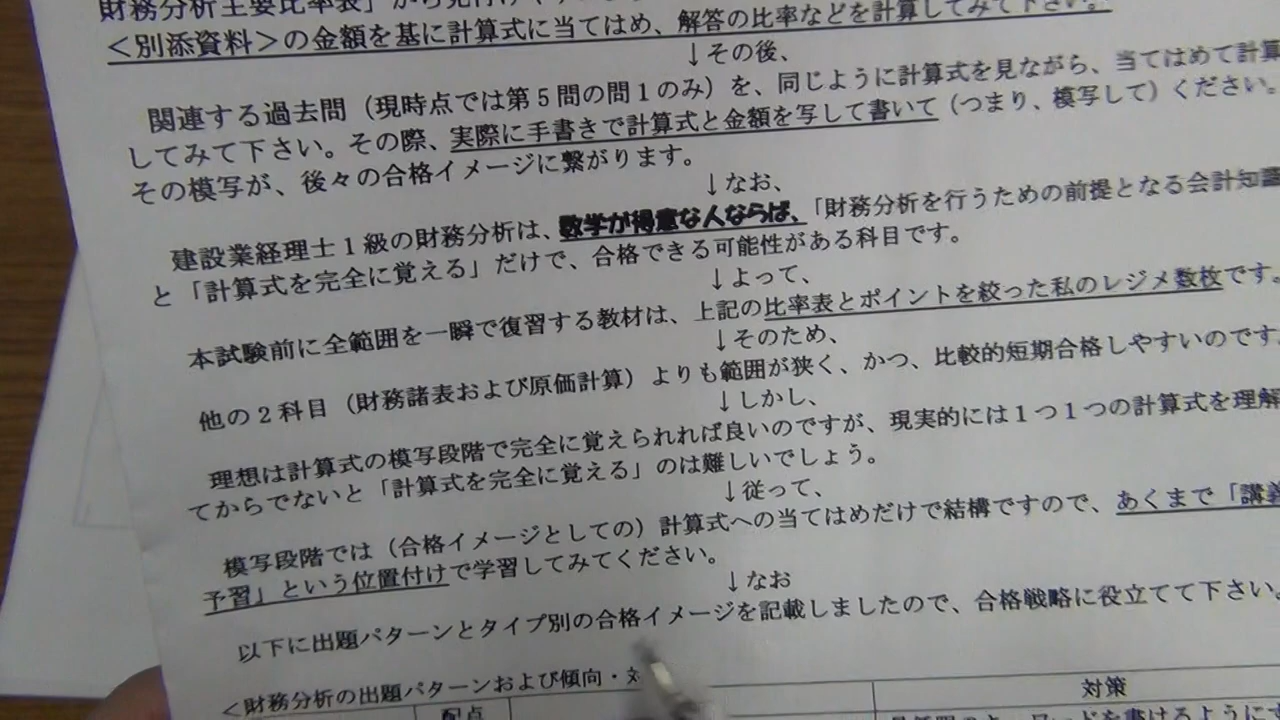 財務分析主要比率表」から
＜別添資料＞の金額を基に計算式に当てはめ、解答の比率などを計算してみて下さい。
↓その後、
関連する過去問（現時点では第５問の問１のみ）を、同じように計算式を見ながら、当てはめて計算
してみて下さい。その際、実際に手書きで計算式と金額を写して書いて（つまり、模写して）ください。
その模写が、後々の合格イメージに繋がります。
↓なお、
建設業経理士１級の財務分析は、数学が得意な人ならば、「財務分析を行うための前提となる会計知識
と「計算式を完全に覚える」だけで、合格できる可能性がある科目です。
↓よって、
本試験前に全範囲を一瞬で復習する教材は、上記の比率表とポイントを絞った私のレジメ数枚です。
↓そのため、
他の２科目（財務諸表および原価計算）よりも範囲が狭く、かつ、比較的短期合格しやすいのです。
↓しかし、
理想は計算式の模写段階で完全に覚えられれば良いのですが、現実的には１つ１つの計算式を理解
てからでないと「計算式を完全に覚える」のは難しいでしょう。
↓従って、
模写段階では（合格イメージとしての）計算式への当てはめだけで結構ですので、あくまで「講義
予習」という位置付けで学習してみてください。
↓なお
以下に出題パターンとタイプ別の合格イメージを記載しましたので、合格戦略に役立てて下さい。
＜財務分析の出題パターンおよび傾向・対
配点
対策